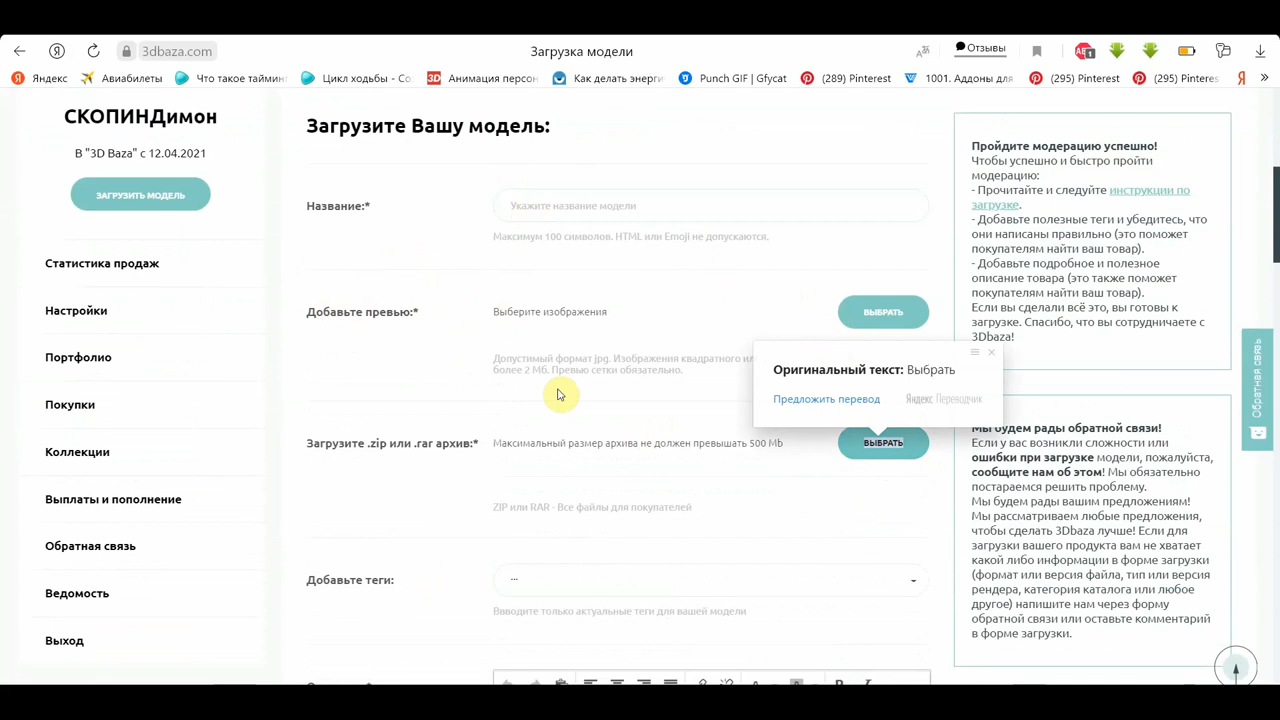 3dbaza.com
Загрузка модели
Отзывы
Яндекс
Авиабилеты
Что такое тайминг
Цикл ходьбы - Со
Анимация персон
Как делать энерги
Punch GIF | Gfycat
(289) Pinterest
1001. Аддоны для
(295) Pinterest
(295) Pinterest
СКОПИНДимон
В "3D Baza" с 12.04.2021
ЗАГРУЗИТЬ МОДЕЛЬ
Статистика продаж
Настройки
Портфолио
Покупки
Коллекции
Выплаты и пополнение
Обратная связь
Ведомость
Выход
Загрузите Вашу модель:
Название:*
Укажите название модели
Максимум 100 символов. HTML или Emoji не допускаются.
Добавьте превью:*
Выберите изображения
ВЫБРАТЬ
Допустимый формат jpg. Изображения квадратного ил
более 2 Мб. Превью сетки обязательно.
Оригинальный текст: Выбрать
Предложить перевод
Яндекс Переводчик
Загрузите .zip или .rar архив:*
Максимальный размер архива не должен превышать 500 Mb
ВЫБРАТЬ
ZIP или RAR - Все файлы для покупателей
Добавьте теги:
...
Ввводите только актуальные теги для вашей модели
Пройдите модерацию успешно!
Чтобы успешно и быстро пройти
модерацию:
- Прочитайте и следуйте инструкции по
загрузке.
- Добавьте полезные теги и убедитесь, что
они написаны правильно (это поможет
покупателям найти ваш товар).
- Добавьте подробное и полезное
описание товара (это также поможет
покупателям найти ваш товар).
Если вы сделали всё это, вы готовы к
загрузке. Спасибо, что вы сотрудничаете с
3Dbaza!
Мы будем рады обратной связи!
Если у вас возникли сложности или
ошибки при загрузке модели, пожалуйста,
сообщите нам об этом! Мы обязательно
постараемся решить проблему.
Мы будем рады вашим предложениям!
Мы рассматриваем любые предложения,
чтобы сделать 3Dbaza лучше! Если для
загрузки вашего продукта вам не хватает
какой либо информации в форме загрузки
(формат или версия файла, тип или версия
рендера, категория каталога или любое
другое) напишите нам через форму
обратной связи или оставьте комментарий
в форме загрузки.
Обратная связь